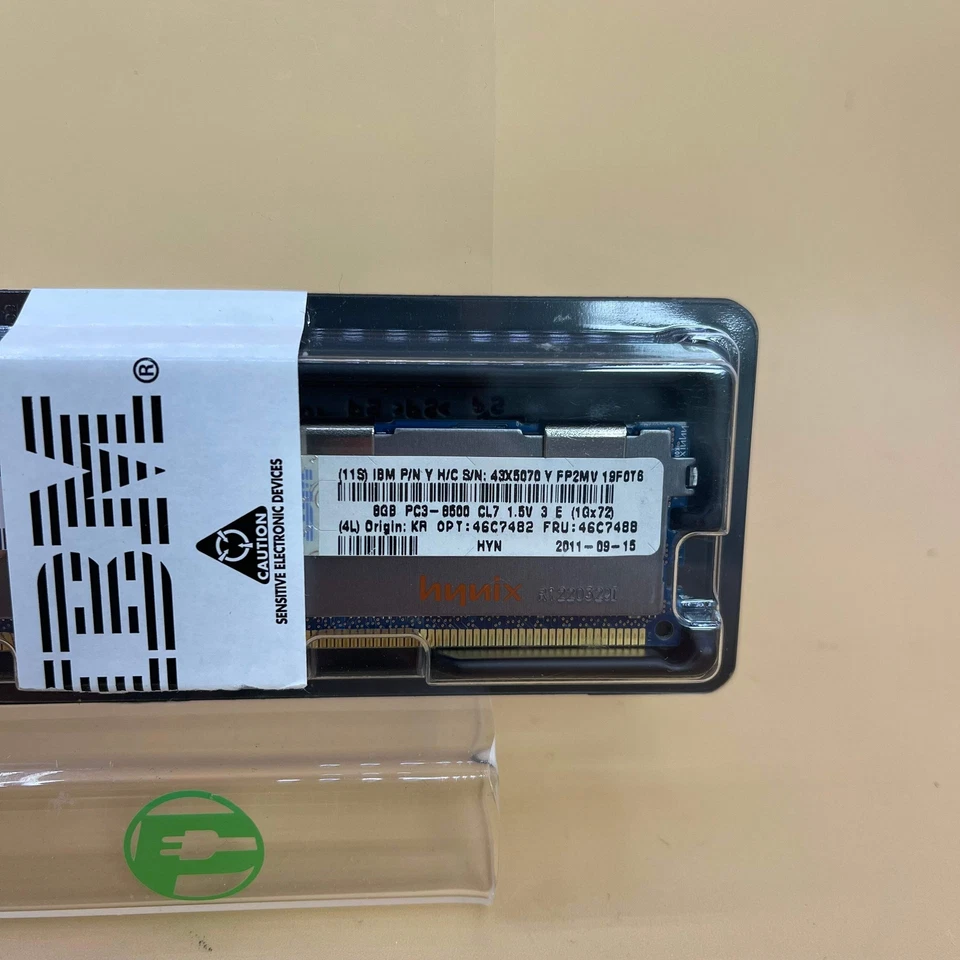 IBM®
CAUTION
SENSITIVE ELECTRONIC DEVICES
(11S) IBM P/N Y H/C S/N: 43X5070 Y FP2MV 19F0T6
8GB PC3-8500 CL7 1.5V 3 E (1Gx72)
(4L) Origin: KR OPT:46C7482 FRU:46C7488
HYN 2011-09-15
hynix